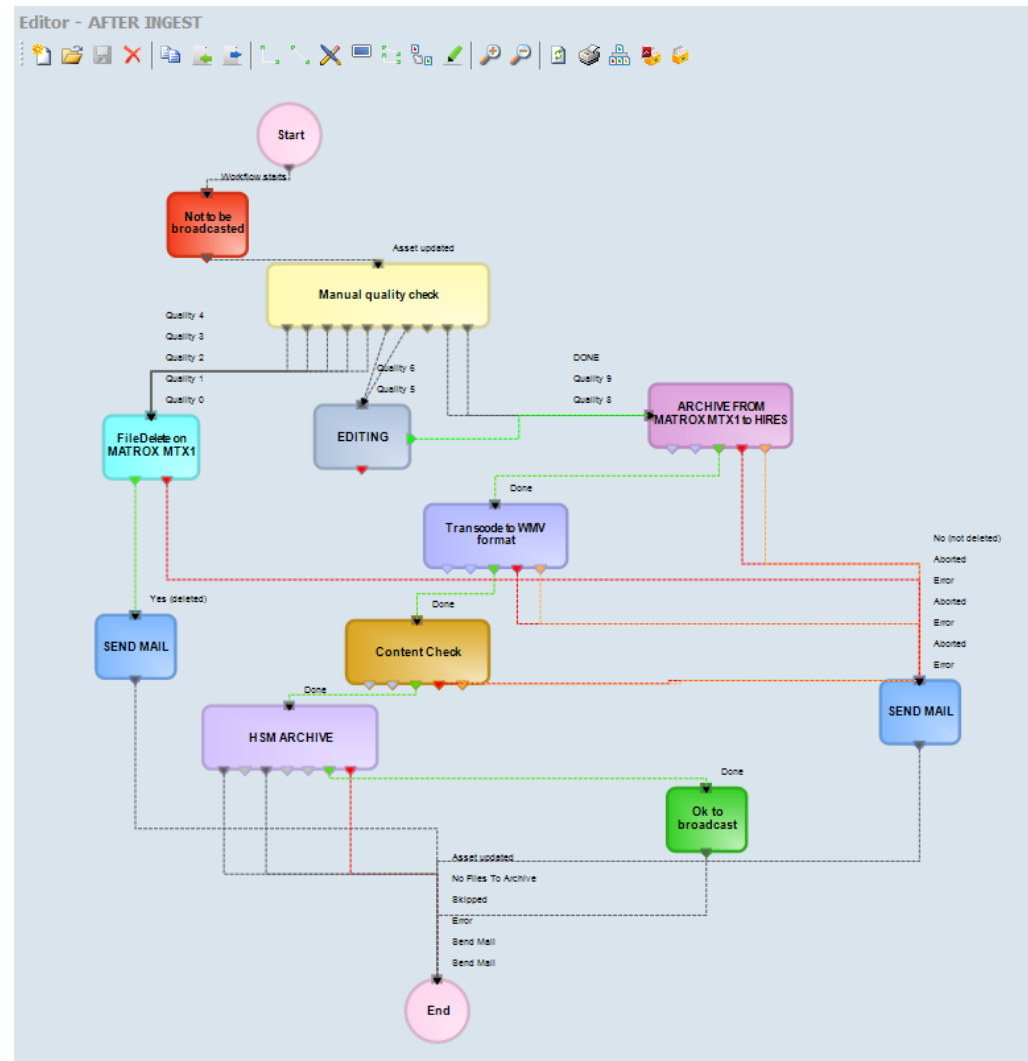 Editor - AFTER INGEST
Start
Workflow starts
Not to be
broadcasted
Asset updated
Manual quality check
Quality 4
Quality 3
Quality 2
Quality 1
Quality 0
Quality 6
Quality 5
DONE
Quality 9
Quality 8
FileDelete on
MATROX MTX1
EDITING
ARCHIVE FROM
MATROX MTX1 to HIRES
Done
Transcode to WMV
format
No (not deleted)
Aborted
Error
Aborted
Error
Aborted
Error
Yes (deleted)
Done
SEND MAIL
Content Check
Done
SEND MAIL
HSM ARCHIVE
Done
Ok to
broadcast
Asset updated
No Files To Archive
Skipped
Error
Send Mail
Send Mail
End